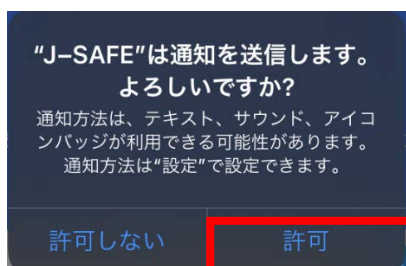 “J-SAFE”は通知を送信します。
よろしいですか?
通知方法は、テキスト、サウンド、アイコ
ンバッジが利用できる可能性があります。
通知方法は“設定”で設定できます。
許可しない
許可